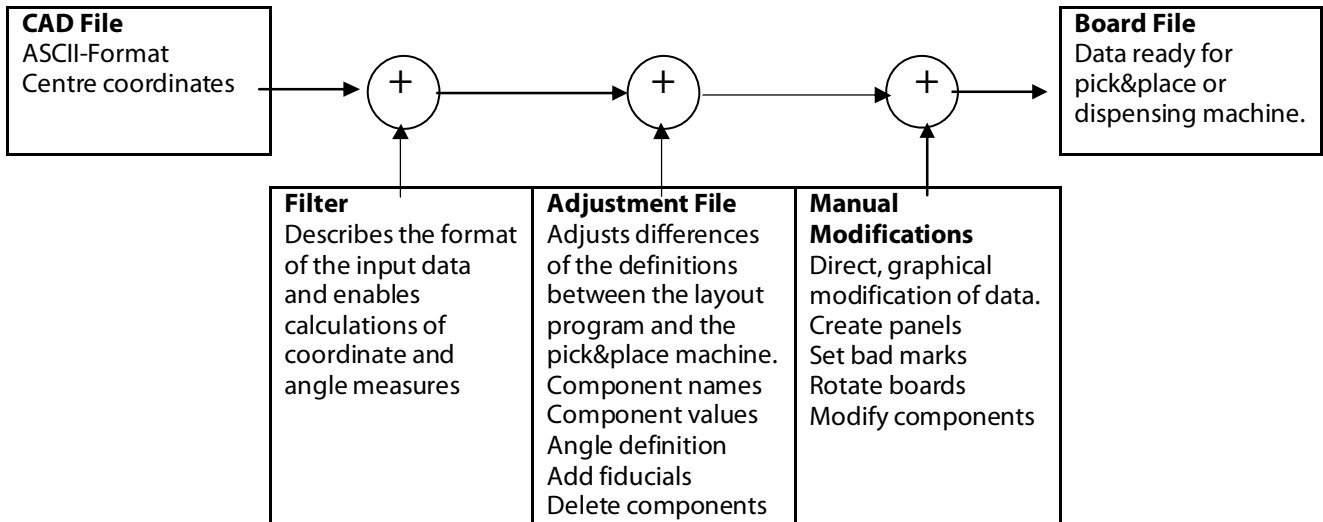 CAD File
ASCII-Format
Centre coordinates
+
+
+
Board File
Data ready for
pick&place or
dispensing machine.
Filter
Describes the format
of the input data
and enables
calculations of
coordinate and
angle measures
Adjustment File
Adjusts differences
of the definitions
between the layout
program and the
pick&place machine.
Component names
Component values
Angle definition
Add fiducials
Delete components
Manual
Modifications
Direct, graphical
modification of data.
Create panels
Set bad marks
Rotate boards
Modify components